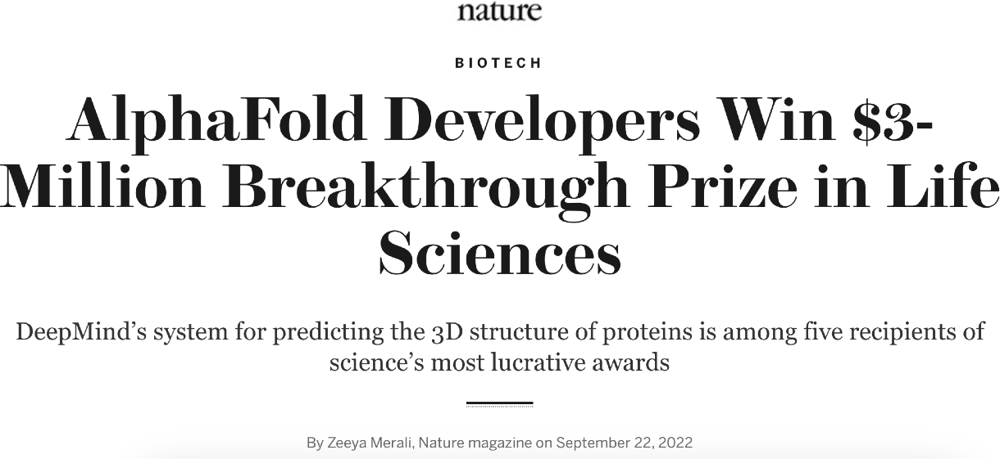 nature
BIOTECH
AlphaFold Developers Win $3-
Million Breakthrough Prize in Life
Sciences
DeepMind’s system for predicting the 3D structure of proteins is among five recipients of
science’s most lucrative awards
By Zeeya Merali, Nature magazine on September 22, 2022